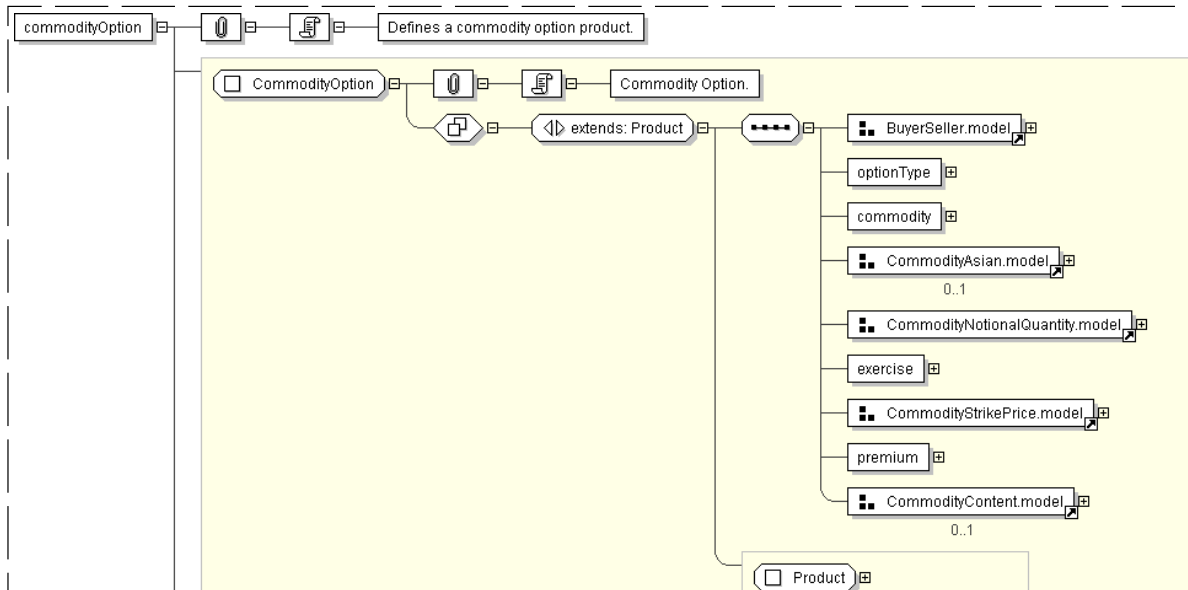 commodityOption
Defines a commodity option product.
CommodityOption
Commodity Option.
extends: Product
BuyerSeller.model
optionType
commodity
CommodityAsian.model
0..1
CommodityNotionalQuantity.model
exercise
CommodityStrikePrice.model
premium
CommodityContent.model
0..1
Product